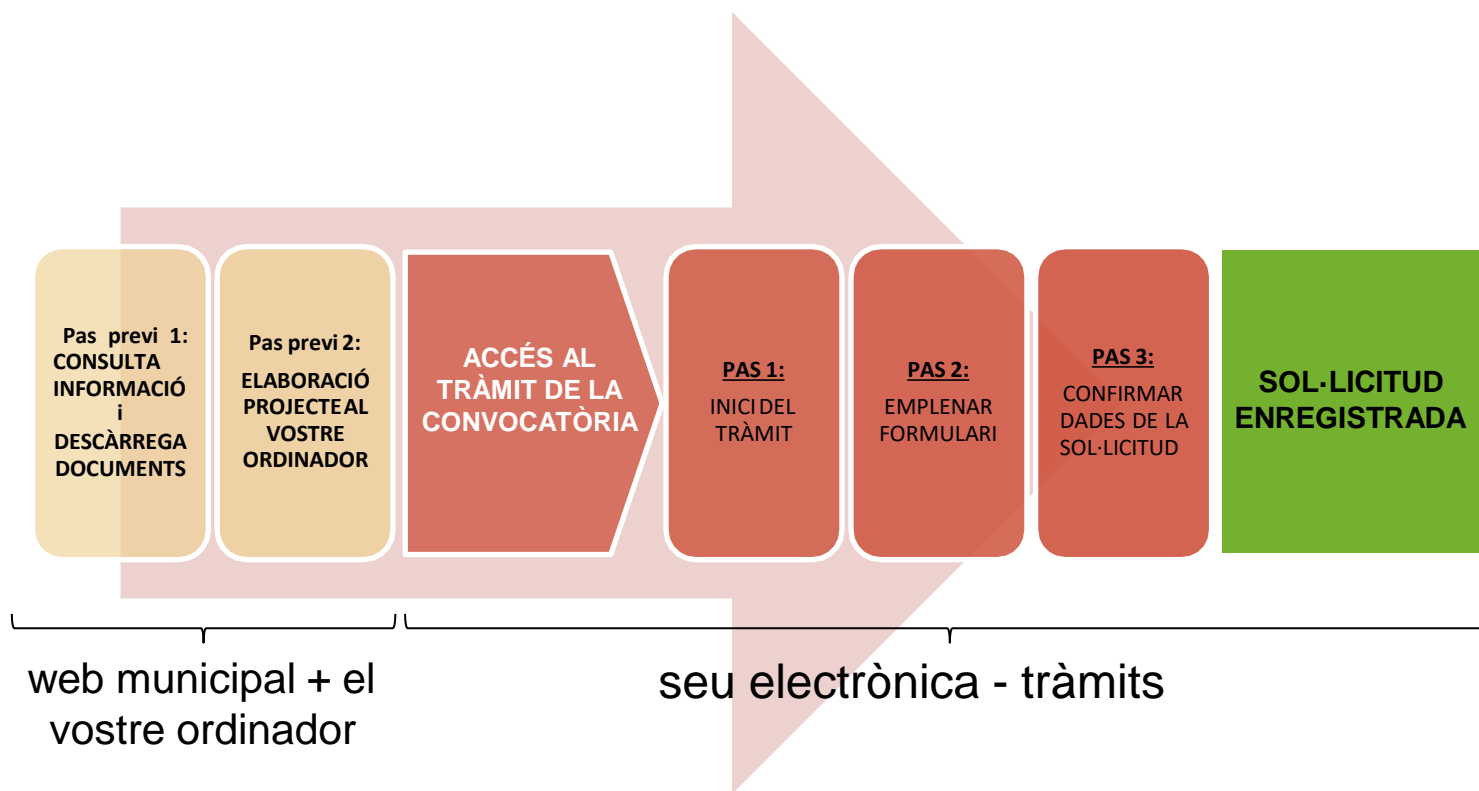 Pas previ 1:
CONSULTA
INFORMACIÓ
i
DESCÀRREGA
DOCUMENTS
Pas previ 2:
ELABORACIÓ
PROJECTE AL
VOSTRE
ORDINADOR
ACCÉS AL
TRÀMIT DE LA
CONVOCATÒRIA
PAS 1:
INICI DEL
TRÀMIT
PAS 2:
EMPLENAR
FORMULARI
PAS 3:
CONFIRMAR
DADES DE LA
SOL·LICITUD
SOL·LICITUD
ENREGISTRADA
web municipal + el
vostre ordinador
seu electrònica - tràmits